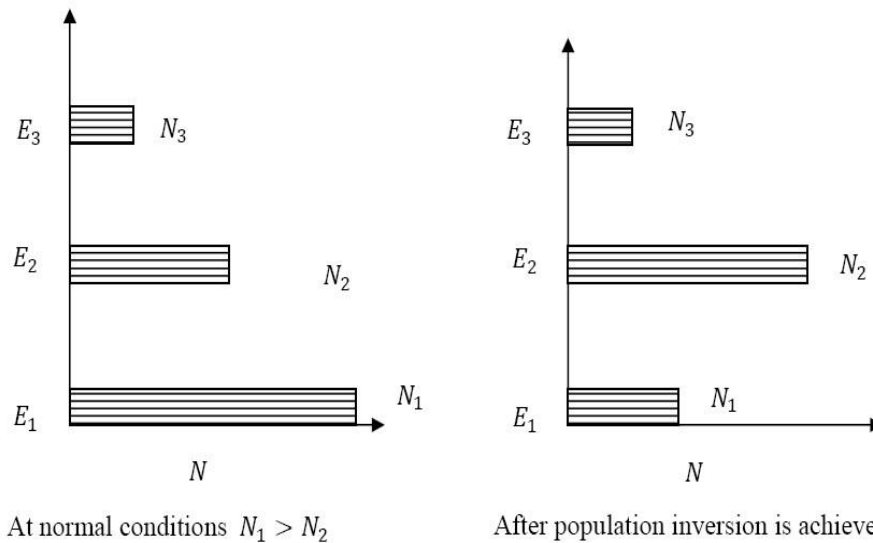 E₃ N₃
E₂ N₂
E₁ N₁
N
At normal conditions N₁ > N₂
E₃ N₃
E₂ N₂
E₁ N₁
N
After population inversion is achieve